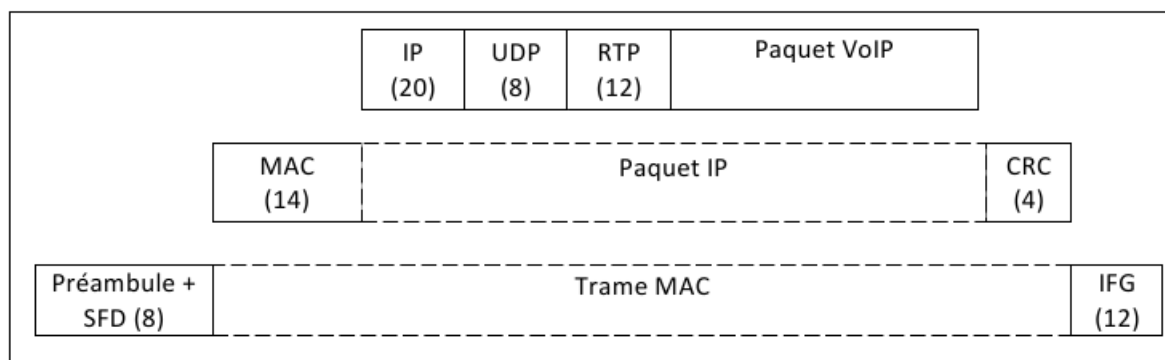 IP UDP RTP Paquet VoIP
(20) (8) (12)
MAC Paquet IP CRC
(14) (4)
Préambule + Trame MAC IFG
SFD (8) (12)